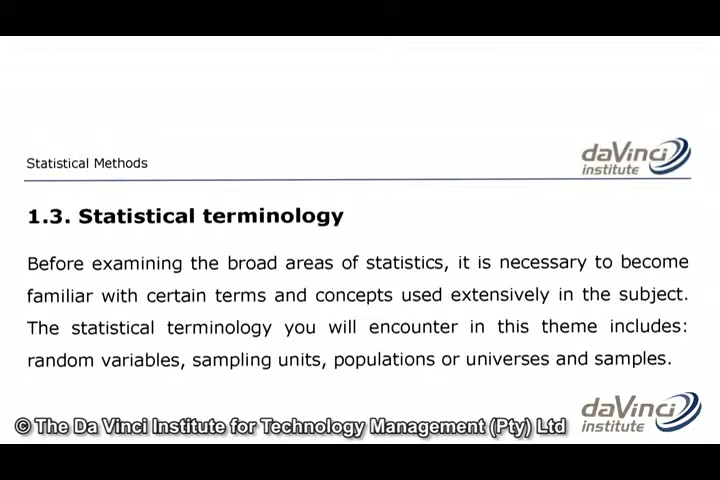 Statistical Methods
daVinci
institute
1.3. Statistical terminology
Before examining the broad areas of statistics, it is necessary to become
familiar with certain terms and concepts used extensively in the subject.
The statistical terminology you will encounter in this theme includes:
random variables, sampling units, populations or universes and samples.
© The Da Vinci Institute for Technology Management (Pty) Ltd
daVinci
institute